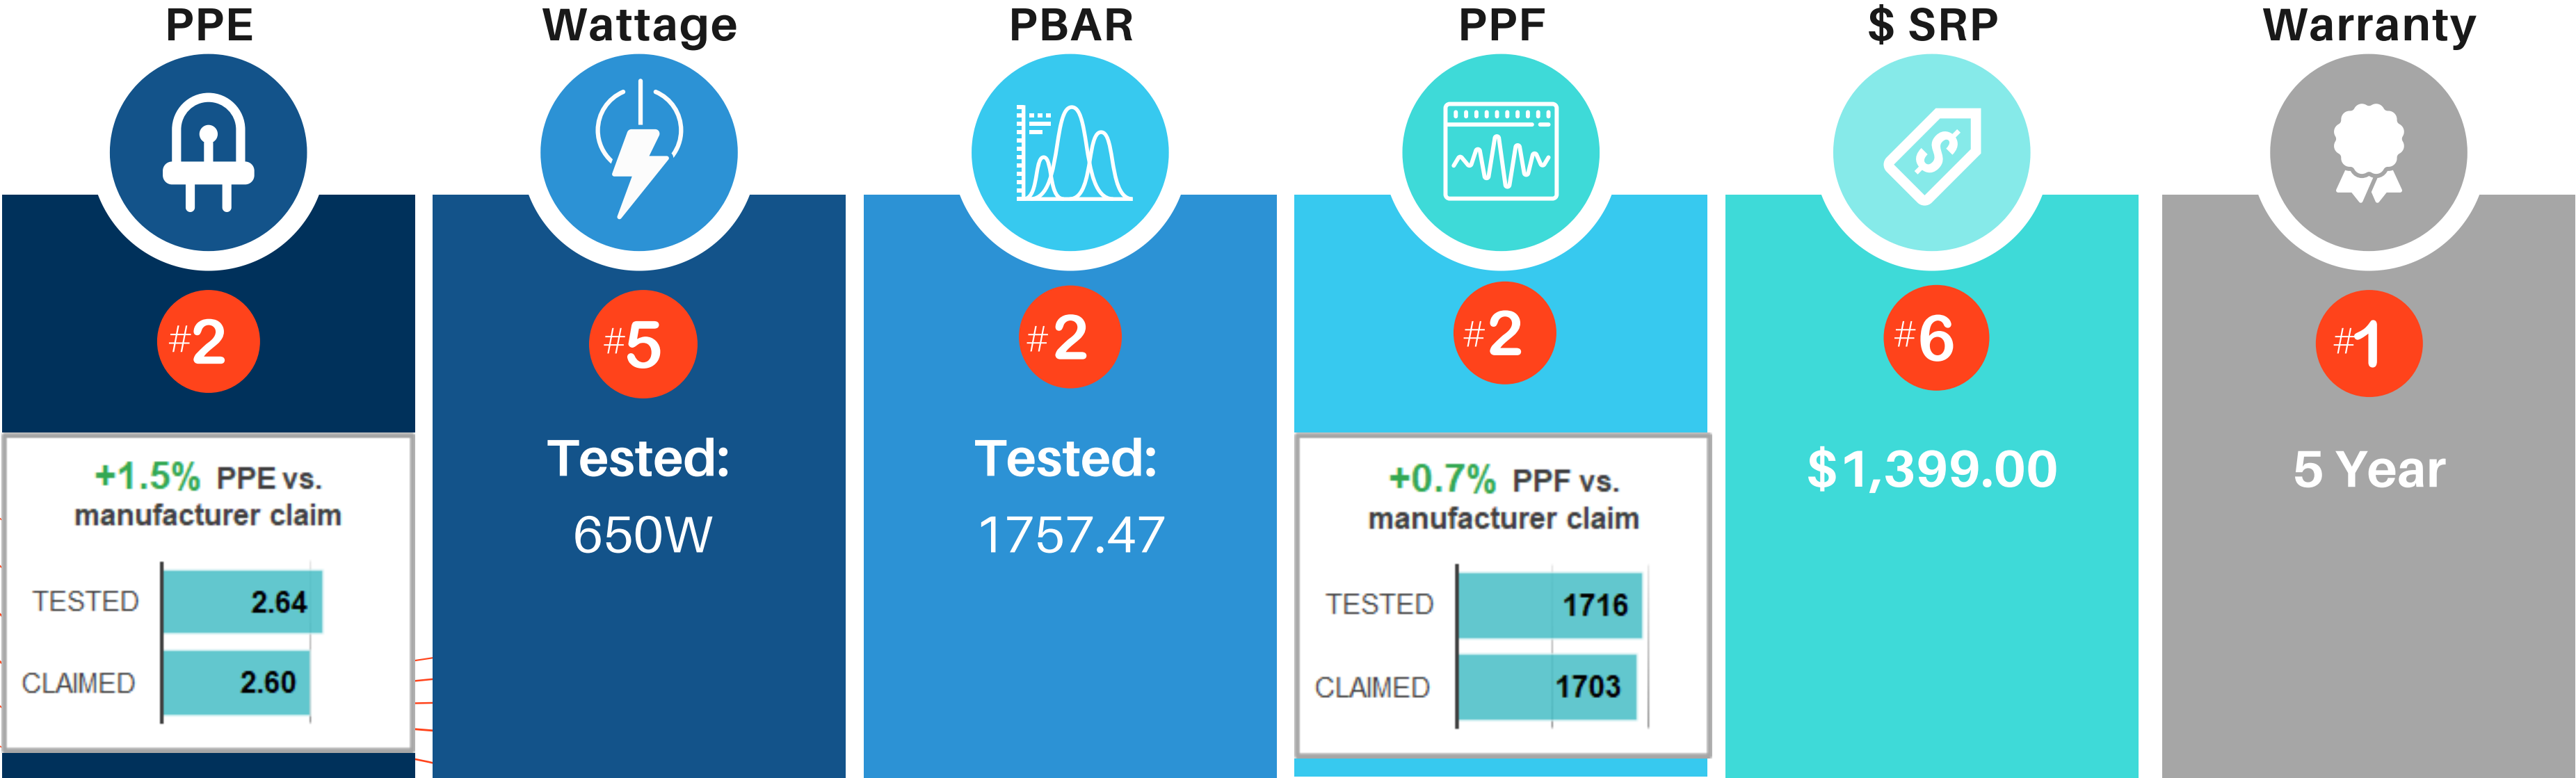 PPE
#2
+1.5% PPE vs.
manufacturer claim
TESTED 2.64
CLAIMED 2.60
Wattage
#5
Tested:
650W
PBAR
#2
Tested:
1757.47
PPF
#2
+0.7% PPF vs.
manufacturer claim
TESTED 1716
CLAIMED 1703
$ SRP
$
#6
$1,399.00
Warranty
#1
5 Year